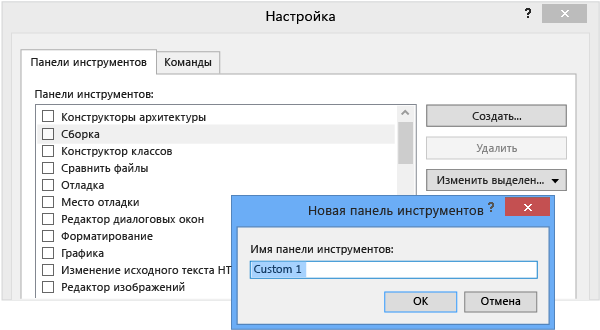 Настройка
?
Панели инструментов
Команды
Панели инструментов:
Конструкторы архитектуры
Сборка
Конструктор классов
Сравнить файлы
Отладка
Место отладки
Редактор диалоговых окон
Форматирование
Графика
Изменение исходного текста HT
Редактор изображений
Создать...
Удалить
Изменить выделен...
Новая панель инструментов ?
Имя панели инструментов:
Custom 1
ОК
Отмена